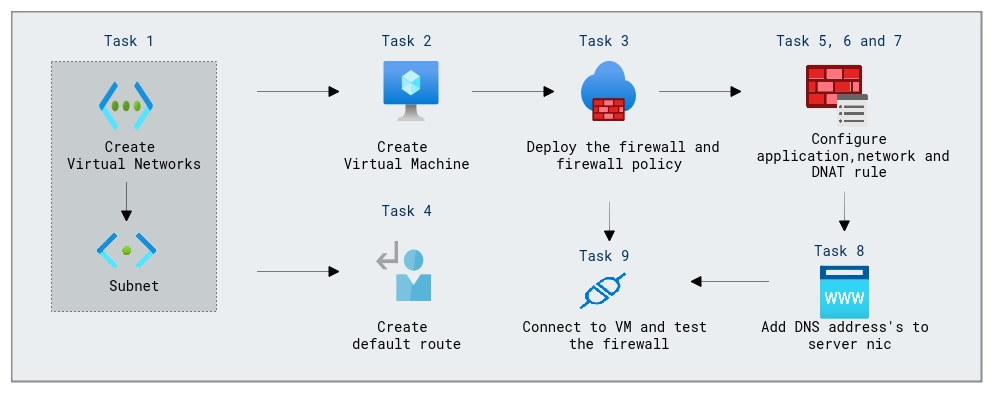 Task 1
Create
Virtual Networks
Subnet
Task 2
Create
Virtual Machine
Task 3
Deploy the firewall and
firewall policy
Task 5, 6 and 7
Configure
application,network and
DNAT rule
Task 4
Create
default route
Task 9
Connect to VM and test
the firewall
Task 8
WWW
Add DNS address's to
server nic